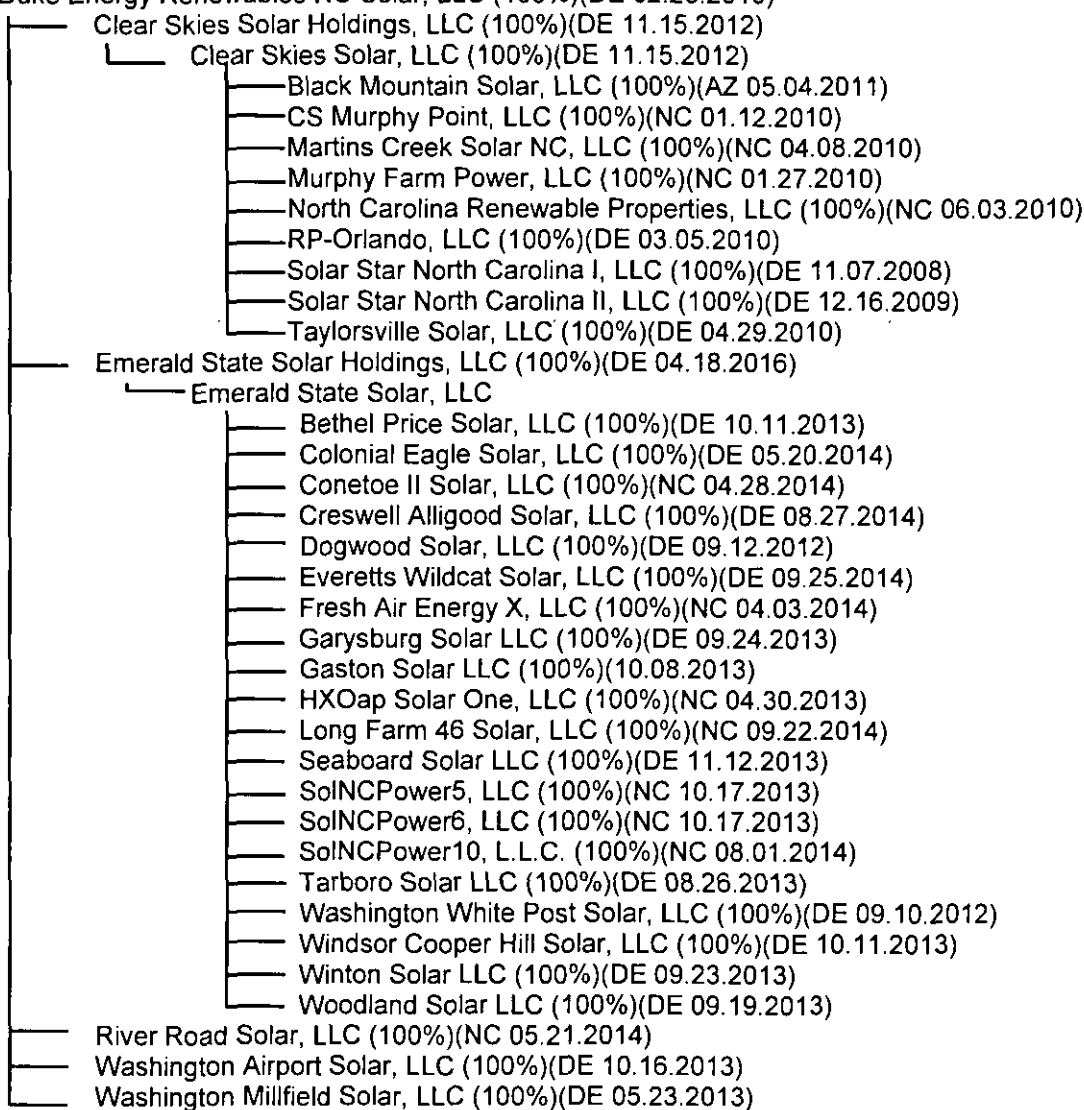 Duke Energy Renewables NC Solar, LLC (100%)(DE
Clear Skies Solar Holdings, LLC (100%)(DE 11.15.2012)
Clear Skies Solar, LLC (100%)(DE 11.15.2012)
Black Mountain Solar, LLC (100%)(AZ 05.04.2011)
CS Murphy Point, LLC (100%)(NC 01.12.2010)
Martins Creek Solar NC, LLC (100%)(NC 04.08.2010)
Murphy Farm Power, LLC (100%)(NC 01.27.2010)
North Carolina Renewable Properties, LLC (100%)(NC 06.03.2010)
RP-Orlando, LLC (100%)(DE 03.05.2010)
Solar Star North Carolina I, LLC (100%)(DE 11.07.2008)
Solar Star North Carolina II, LLC (100%)(DE 12.16.2009)
Taylorsville Solar, LLC (100%)(DE 04.29.2010)
Emerald State Solar Holdings, LLC (100%)(DE 04.18.2016)
Emerald State Solar, LLC
Bethel Price Solar, LLC (100%)(DE 10.11.2013)
Colonial Eagle Solar, LLC (100%)(DE 05.20.2014)
Conetoe II Solar, LLC (100%)(NC 04.28.2014)
Creswell Alligood Solar, LLC (100%)(DE 08.27.2014)
Dogwood Solar, LLC (100%)(DE 09.12.2012)
Everetts Wildcat Solar, LLC (100%)(DE 09.25.2014)
Fresh Air Energy X, LLC (100%)(NC 04.03.2014)
Garysburg Solar LLC (100%)(DE 09.24.2013)
Gaston Solar LLC (100%)(10.08.2013)
HXOap Solar One, LLC (100%)(NC 04.30.2013)
Long Farm 46 Solar, LLC (100%)(NC 09.22.2014)
Seaboard Solar LLC (100%)(DE 11.12.2013)
SolNCPower5, LLC (100%)(NC 10.17.2013)
SolNCPower6, LLC (100%)(NC 10.17.2013)
SolNCPower10, L.L.C. (100%)(NC 08.01.2014)
Tarboro Solar LLC (100%)(DE 08.26.2013)
Washington White Post Solar, LLC (100%)(DE 09.10.2012)
Windsor Cooper Hill Solar, LLC (100%)(DE 10.11.2013)
Winton Solar LLC (100%)(DE 09.23.2013)
Woodland Solar LLC (100%)(DE 09.19.2013)
River Road Solar, LLC (100%)(NC 05.21.2014)
Washington Airport Solar, LLC (100%)(DE 10.16.2013)
Washington Millfield Solar, LLC (100%)(DE 05.23.2013)